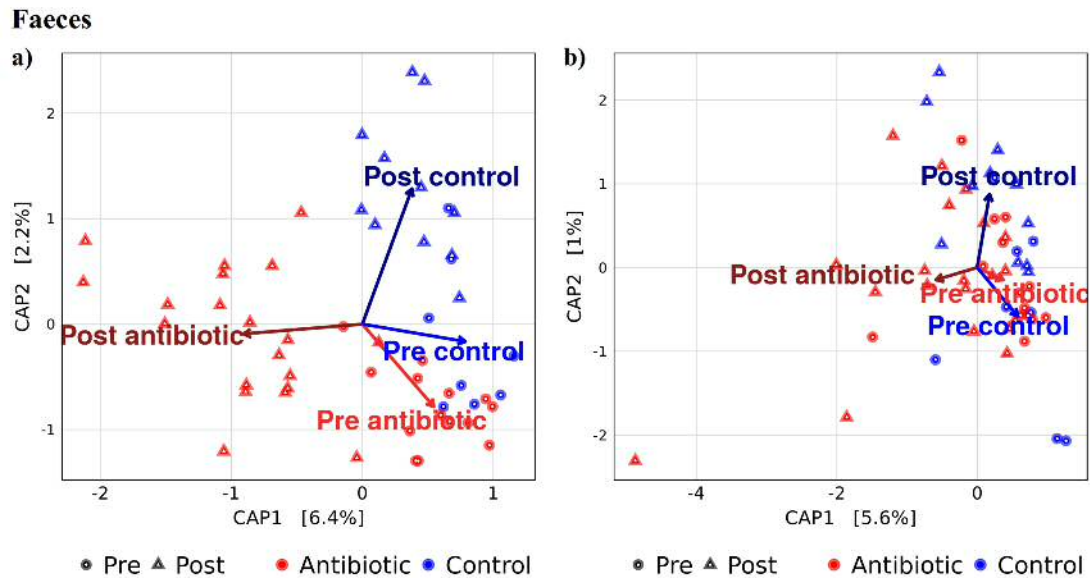 Faeces
a)
b)
2
1
0
-1
CAP2 [2.2%]
Post control
Post antibiotic
Pre control
Pre antibiotic
-2
-1
0
1
CAP1 [6.4%]
2
1
0
-1
-2
CAP2 [1%]
Post control
Post antibiotic
Pre antibiotic
Pre control
-4
-2
0
CAP1 [5.6%]
Pre Post Antibiotic Control
Pre Post Antibiotic Control